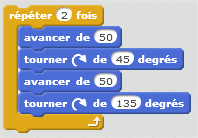 répéter 2 fois
avancer de 50
tourner de 45 degrés
avancer de 50
tourner de 135 degrés